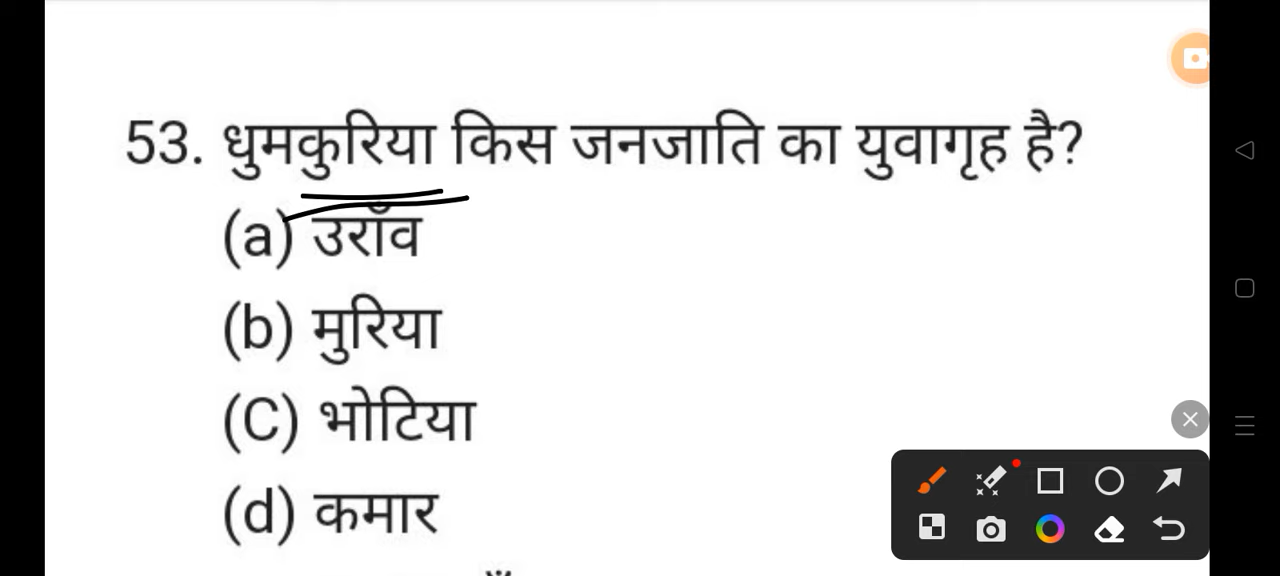 53. धुमकुरिया किस जनजाति का युवागृह है?
(a) उराँव
(b) मुरिया
(C) भोटिया
(d) कमार